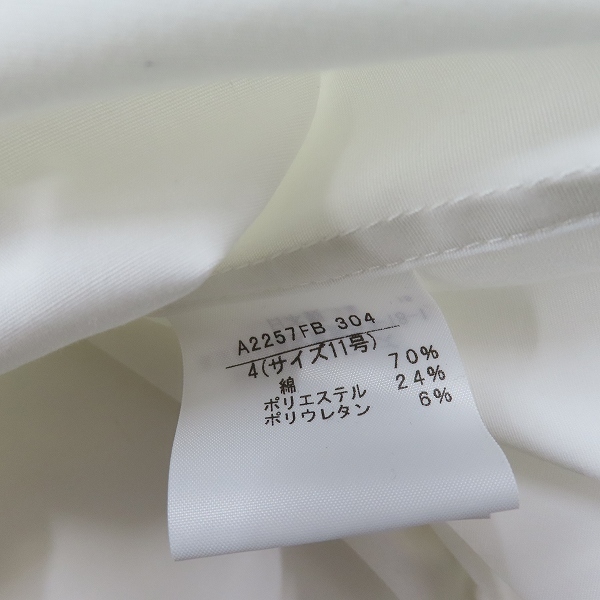 A2257FB 304
4(サイズ11号)
綿 70%
ポリエステル 24%
ポリウレタン 6%